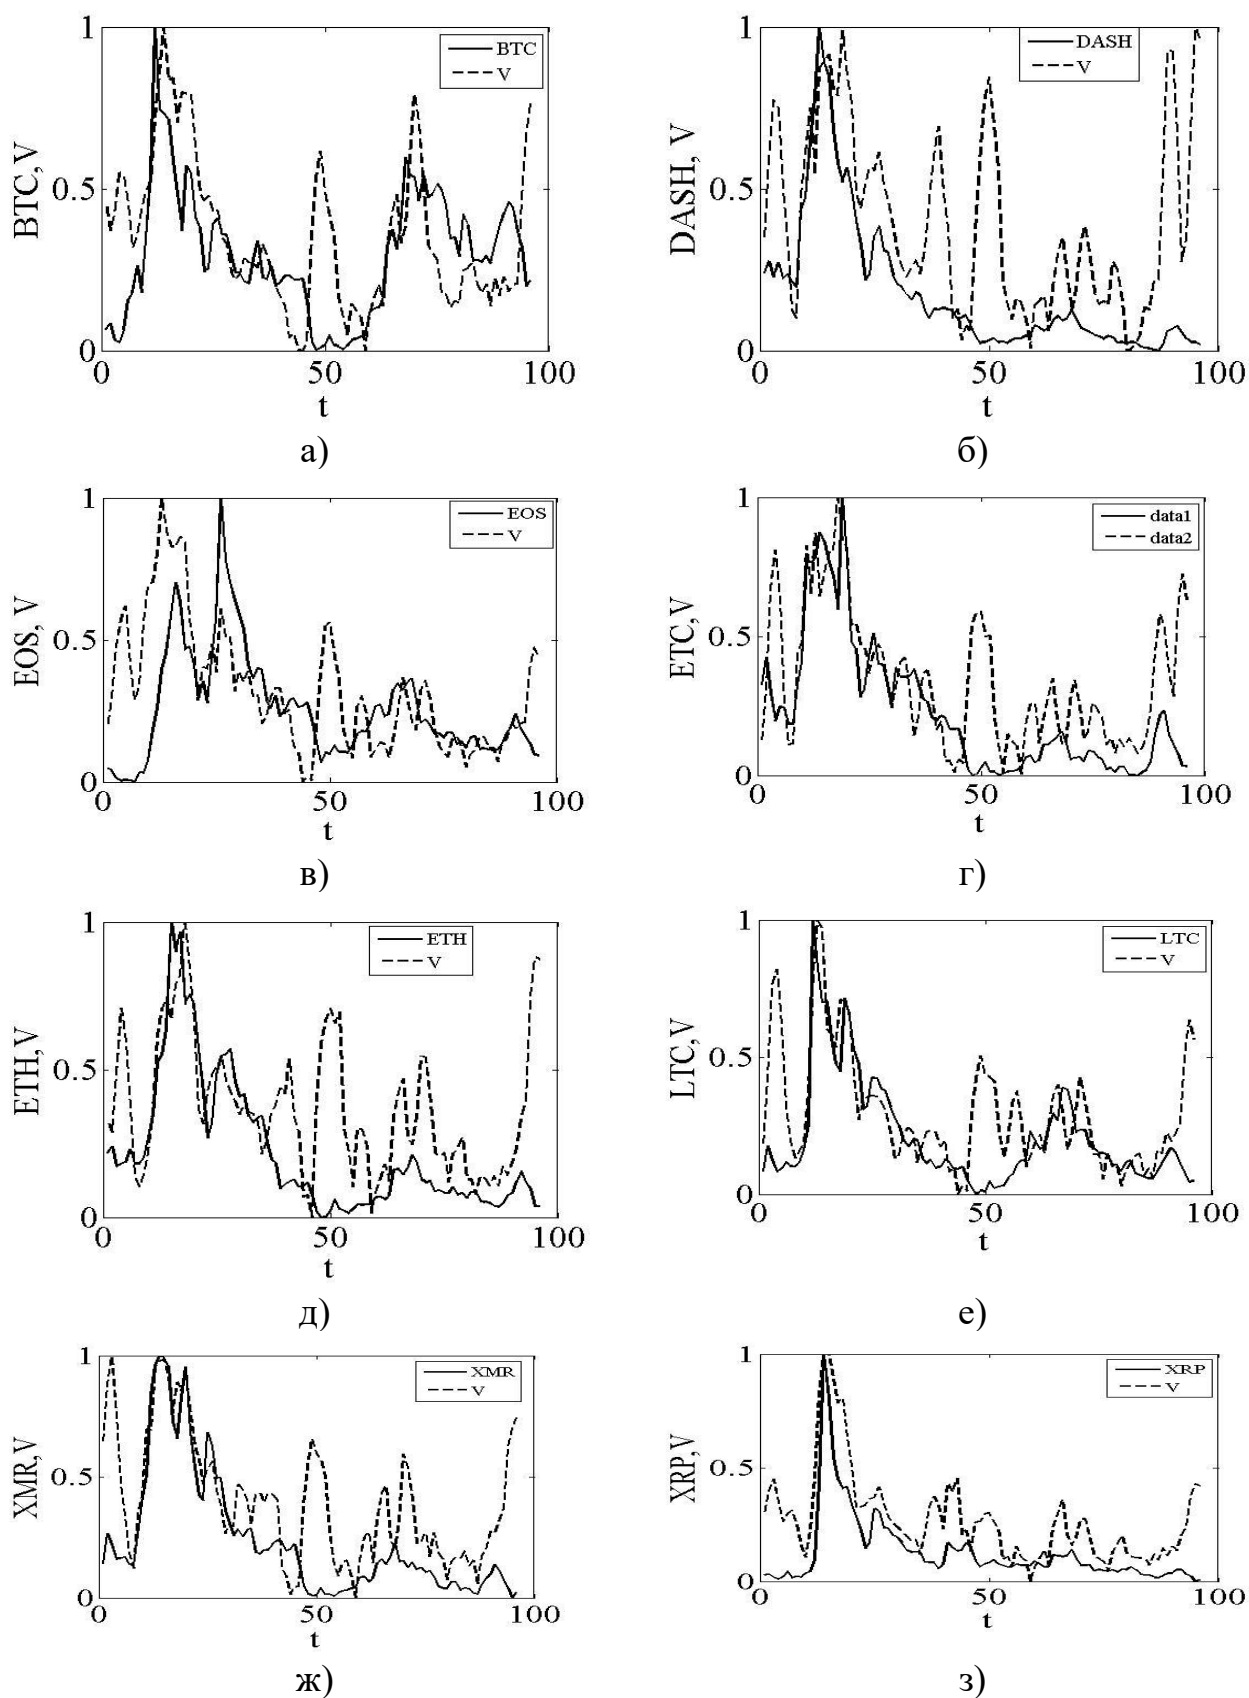 1
BTC
V
BTC,V
0.5
0
0
50
100
t
а)
1
DASH
V
DASH, V
0.5
0
0
50
100
t
б)
1
EOS
V
EOS, V
0.5
0
0
50
100
t
в)
1
data1
data2
ETC,V
0.5
0
0
50
100
t
г)
1
ETH
V
ETH,V
0.5
0
0
50
100
t
д)
1
LTC
V
LTC,V
0.5
0
0
50
100
t
е)
1
XMR
V
XMR,V
0.5
0
0
50
100
t
ж)
1
XRP
V
XRP,V
0.5
0
0
50
100
t
з)